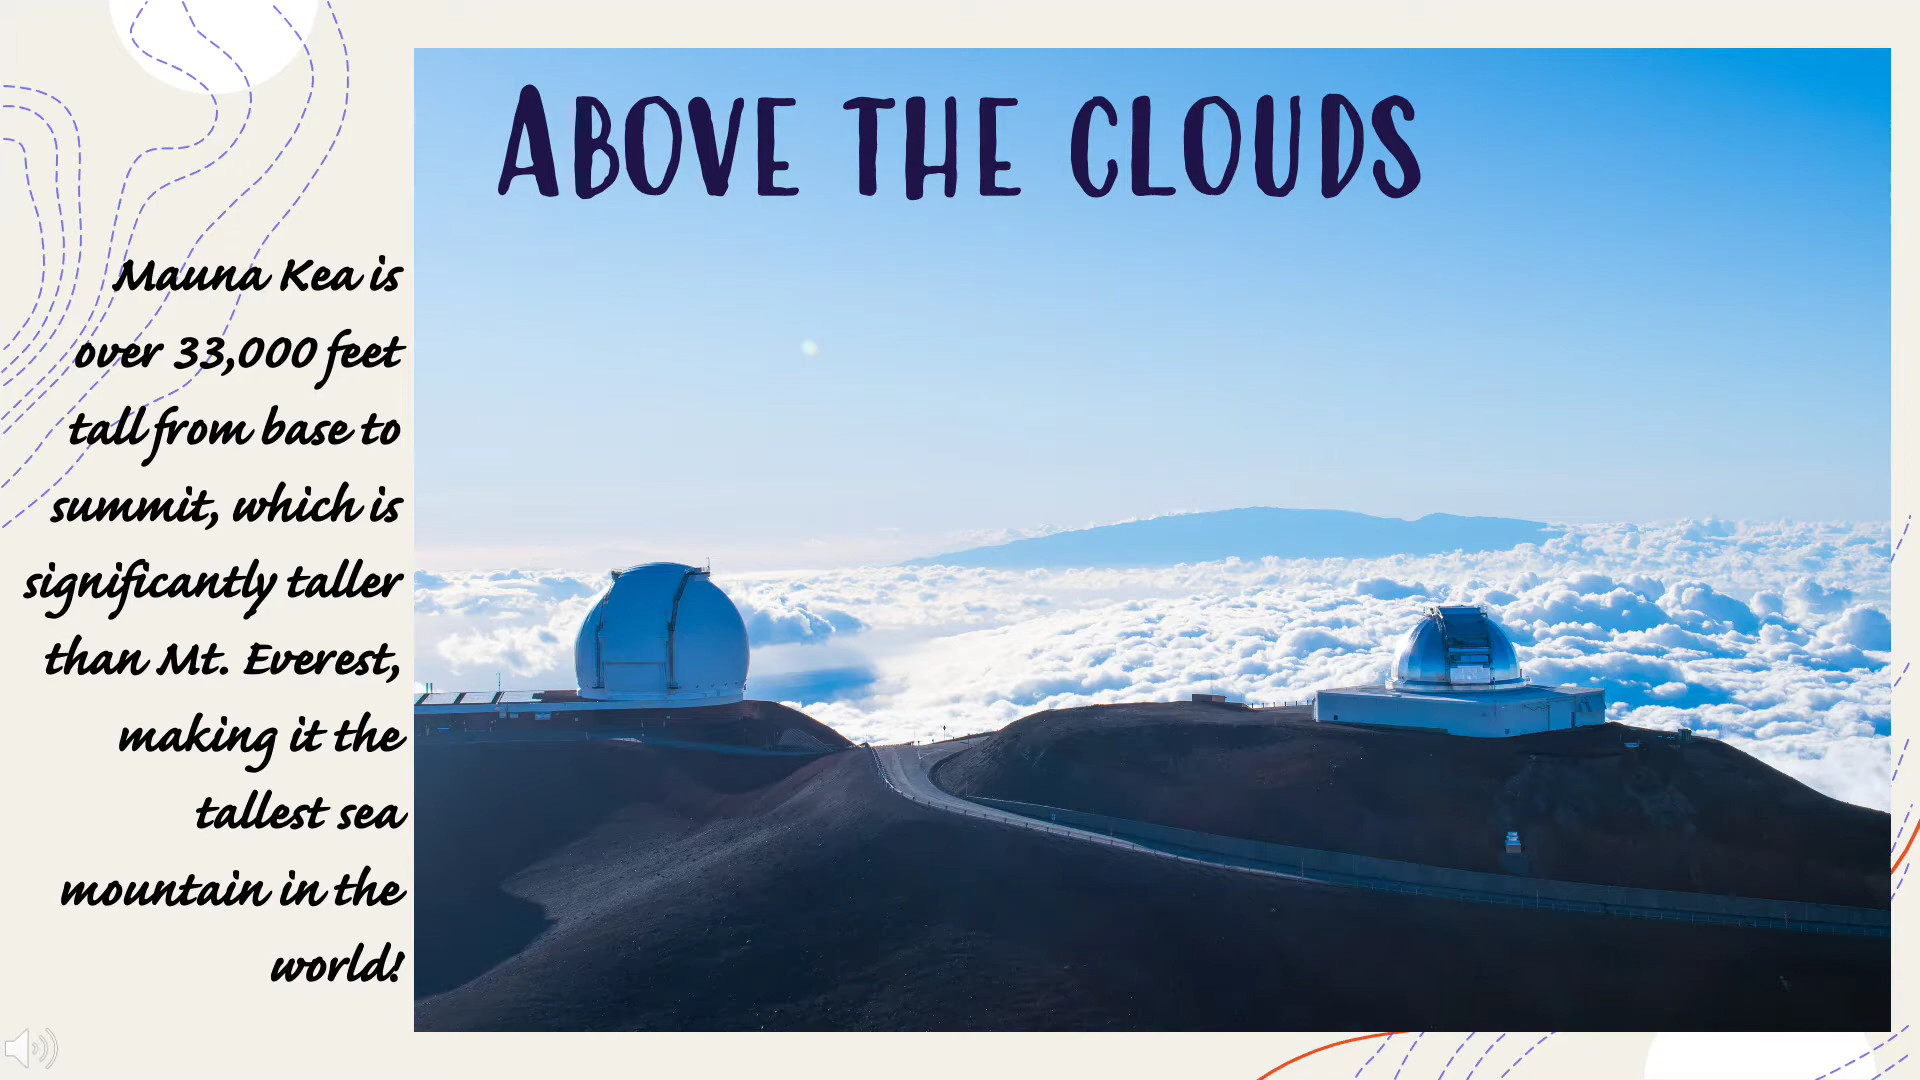 ABOVE THE CLOUDS
Mauna Kea is
over 33,000 feet
tall from base to
summit, which is
significantly taller
than Mt. Everest,
making it the
tallest sea
mountain in the
world!